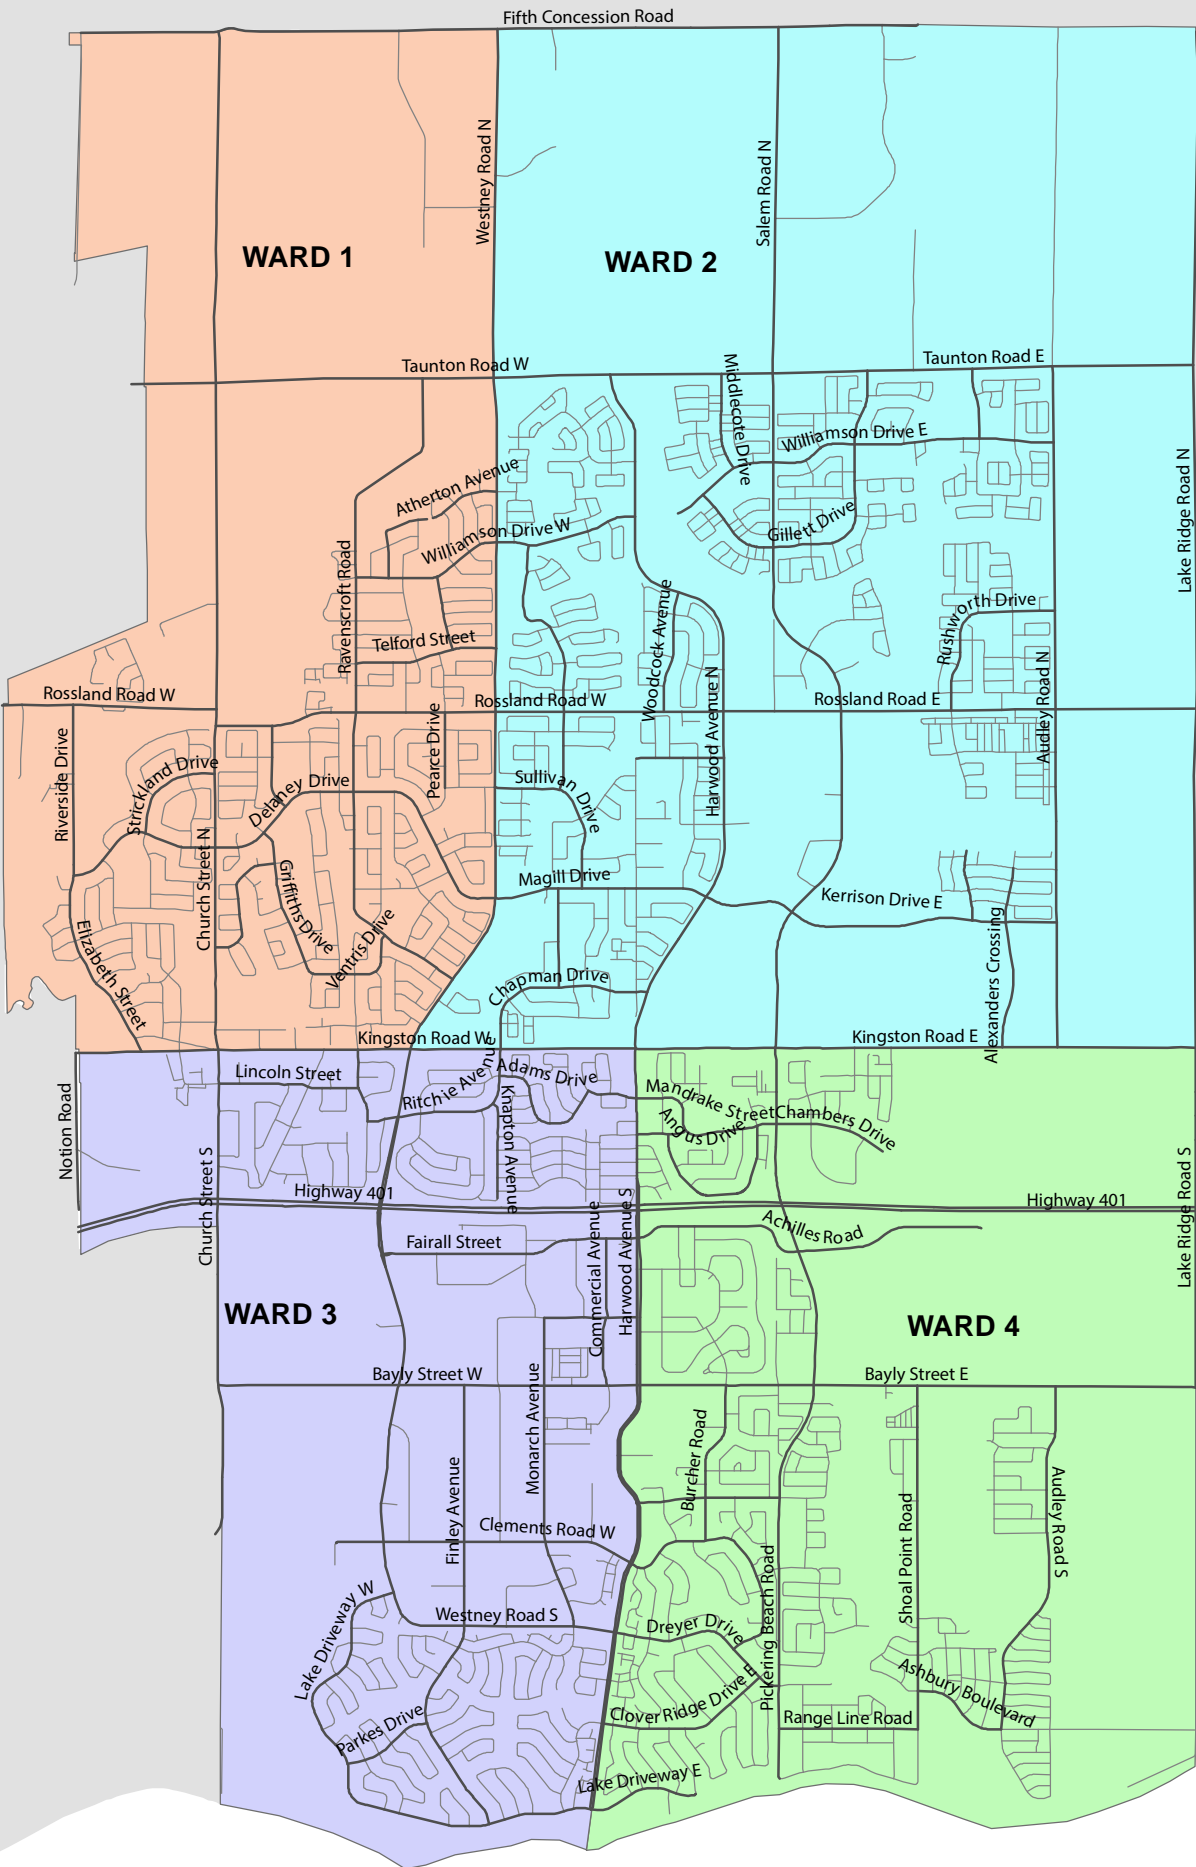 Fifth Concession Road
Westney Road N
Salem Road N
WARD 1
WARD 2
Taunton Road W
Taunton Road E
Middlecote Drive
Williamson Drive E
Atherton Avenue
Williamson Drive W
Gillett Drive
Lake Ridge Road N
Ravenscroft Road
Telford Street
Woodcock Avenue
Rushworth Drive
Rossland Road W
Rossland Road W
Rossland Road E
Audley Road N
Riverside Drive
Strickland Drive
Delaney Drive
Pearce Drive
Sullivan Drive
Harwood Avenue N
Church Street N
Griffiths Drive
Magill Drive
Kerrison Drive E
Elizabeth Street
Ventris Drive
Chapman Drive
Alexanders Crossing
Kingston Road W
Kingston Road E
Lincoln Street
Ritchie Avenue
Adams Drive
Mandrake Street
Chambers Drive
Angus Drive
Knapton Avenue
Notion Road
Church Street S
Highway 401
Highway 401
Lake Ridge Road S
Fairall Street
Commercial Avenue
Harwood Avenue S
Achilles Road
WARD 3
WARD 4
Bayly Street W
Bayly Street E
Monarch Avenue
Burcher Road
Finley Avenue
Clements Road W
Shoal Point Road
Audley Road S
Pickering Beach Road
Lake Driveway W
Westney Road S
Dreyer Drive E
Clover Ridge Drive E
Ashbury Boulevard
Parkes Drive
Range Line Road
Lake Driveway E